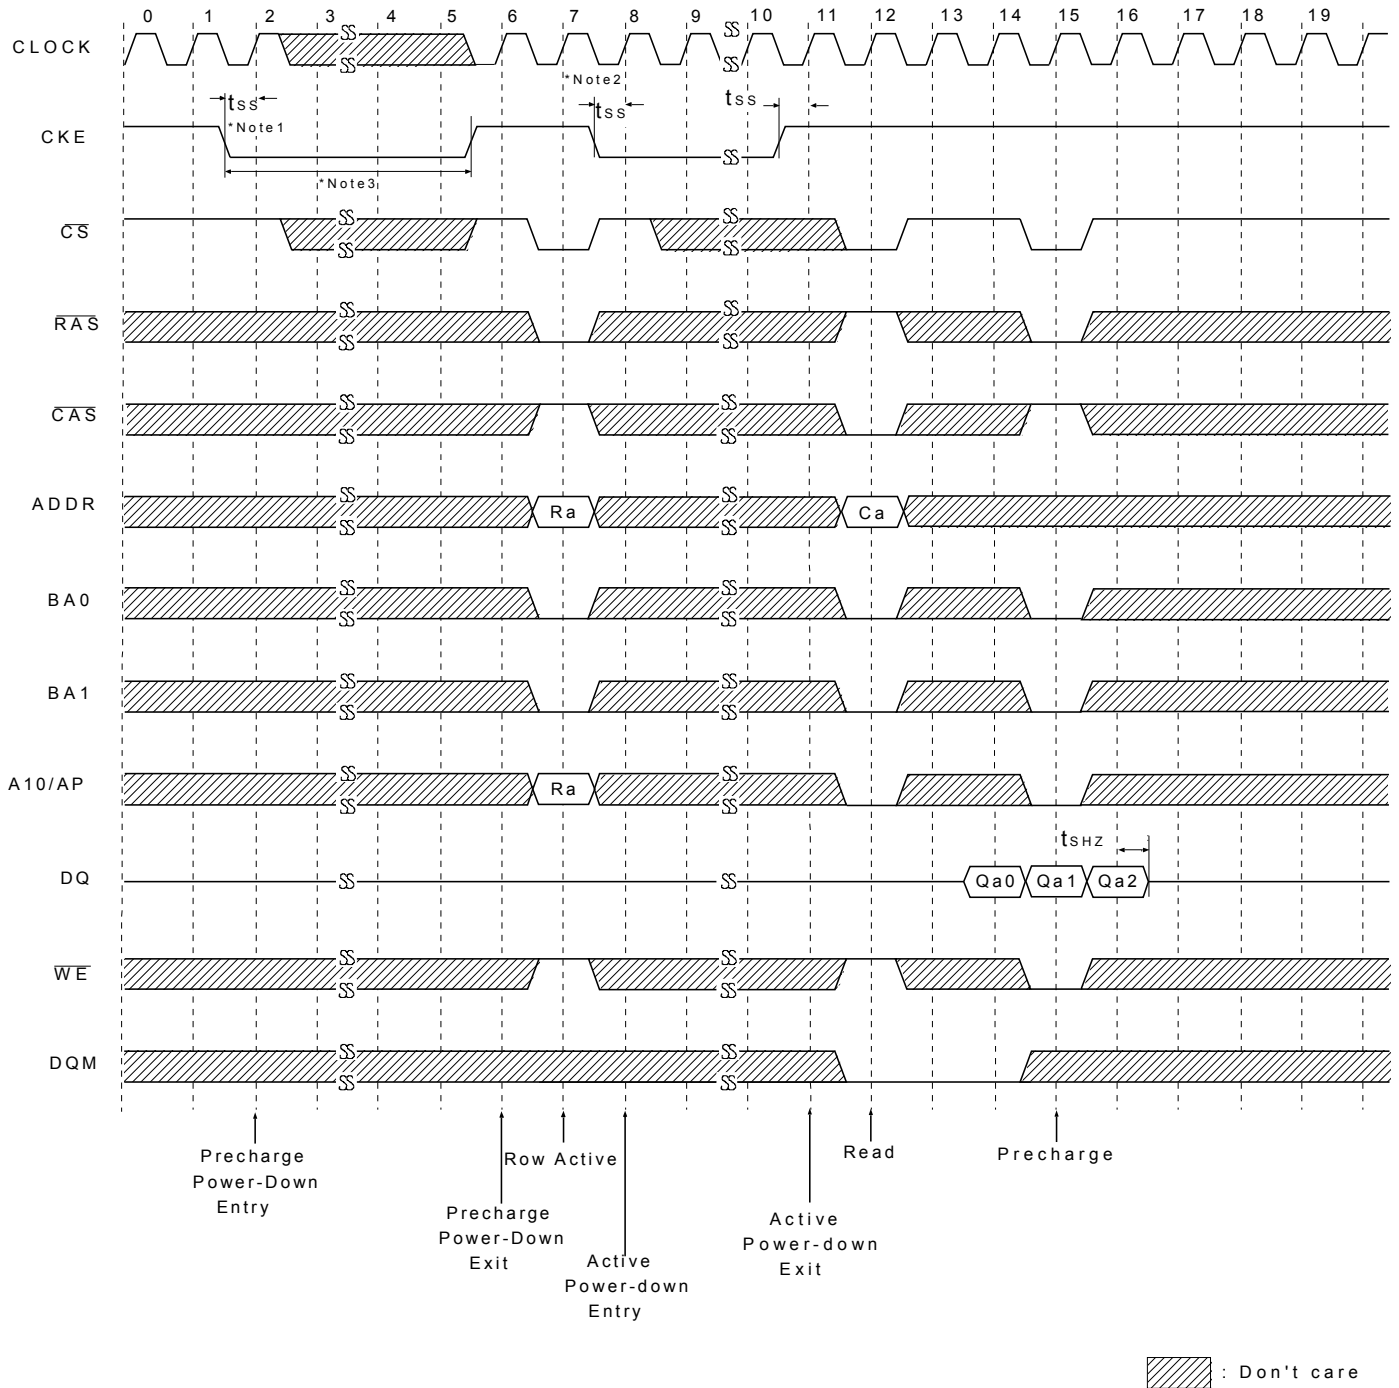 0 1 2 3 4 5 6 7 8 9 10 11 12 13 14 15 16 17 18 19
CLOCK
*Note2
tSS tSS tSS
*Note1
CKE
*Note3
CS
RAS
CAS
ADDR Ra Ca
BA0
BA1
A10/AP Ra
tSHZ
DQ Qa0 Qa1 Qa2
WE
DQM
Precharge
Power-Down
Entry
Precharge
Power-Down
Exit
Row Active
Active
Power-down
Entry
Active
Power-down
Exit
Read
Precharge
: Don't care